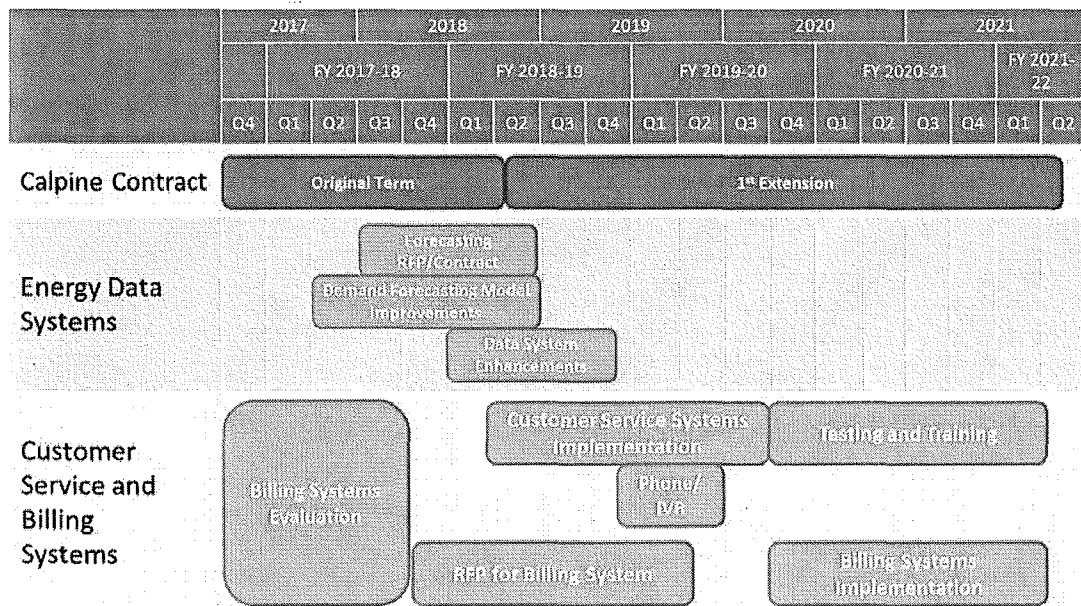 2017 2018 2019 2020 2021
FY 2017-18 FY 2018-19 FY 2019-20 FY 2020-21 FY 2021-
22
Q4 Q1 Q2 Q3 Q4 Q1 Q2 Q3 Q4 Q1 Q2 Q3 Q4 Q1 Q2 Q3 Q4 Q1 Q2
Calpine Contract
Original Term
1st Extension
Energy Data
Systems
Forecasting
RFP/Contract
Demand Forecasting Model
Improvements
Data System
Enhancements
Customer
Service and
Billing
Systems
Billing Systems
Evaluation
Customer Service Systems
Implementation
Testing and Training
Phone/
IVR
RFP for Billing System
Billing Systems
Implementation